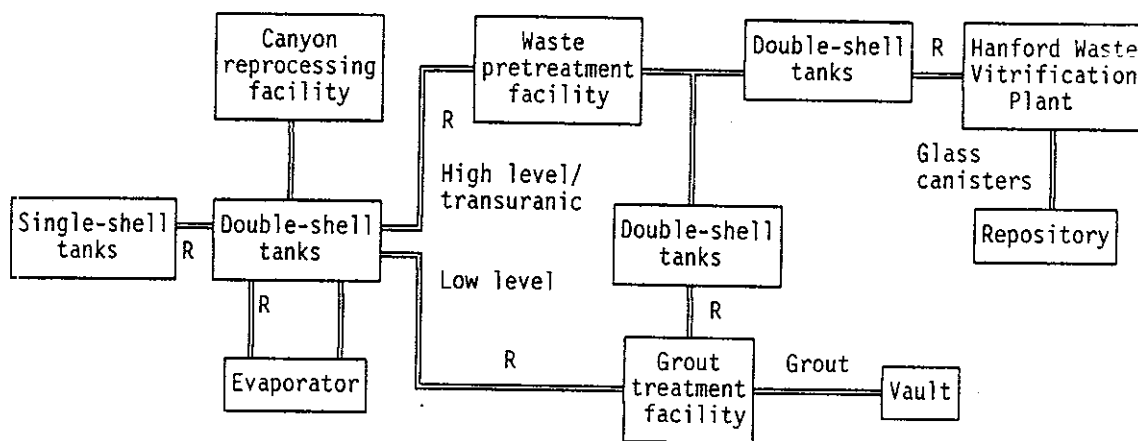 Canyon
reprocessing
facility
Waste
pretreatment
facility
Double-shell
tanks
R
Hanford Waste
Vitrification
Plant
R
High level/
transuranic
Glass
canisters
Single-shell
tanks
R
Double-shell
tanks
Double-shell
tanks
Repository
Low level
R
R
Evaporator
R
Grout
treatment
facility
Grout
Vault